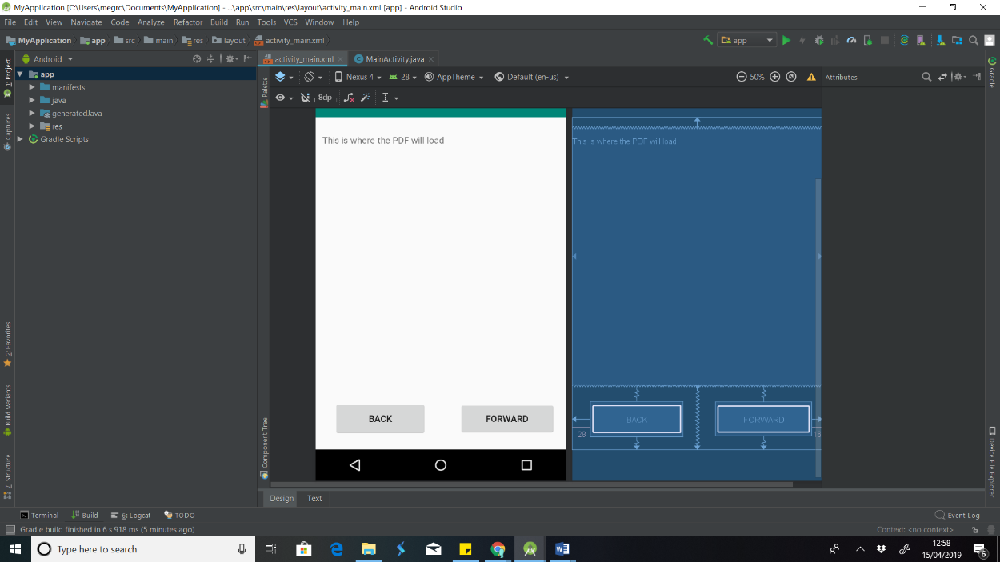 MyApplication [C:\Users\megrc\Documents\MyApplication] - ...\app\src\main\res\layout\activity_main.xml [app] - Android Studio
File Edit View Navigate Code Analyze Refactor Build Run Tools VCS Window Help
MyApplication app src main res layout activity_main.xml
app
Android
activity_main.xml
MainActivity.java
1: Project
Captures
2: Favorites
Build Variants
7: Structure
app
manifests
java
generatedJava
res
Gradle Scripts
Palette
Component Tree
Nexus 4 28 AppTheme Default (en-us) 50%
8dp
Attributes
Gradle
Device File Explorer
This is where the PDF will load
BACK FORWARD
This is where the PDF will load
BACK FORWARD
28 16
Design Text
Terminal Build 6: Logcat TODO Event Log
Gradle build finished in 6 s 918 ms (5 minutes ago) Context: <no context>
Type here to search
12:58
15/04/2019
6